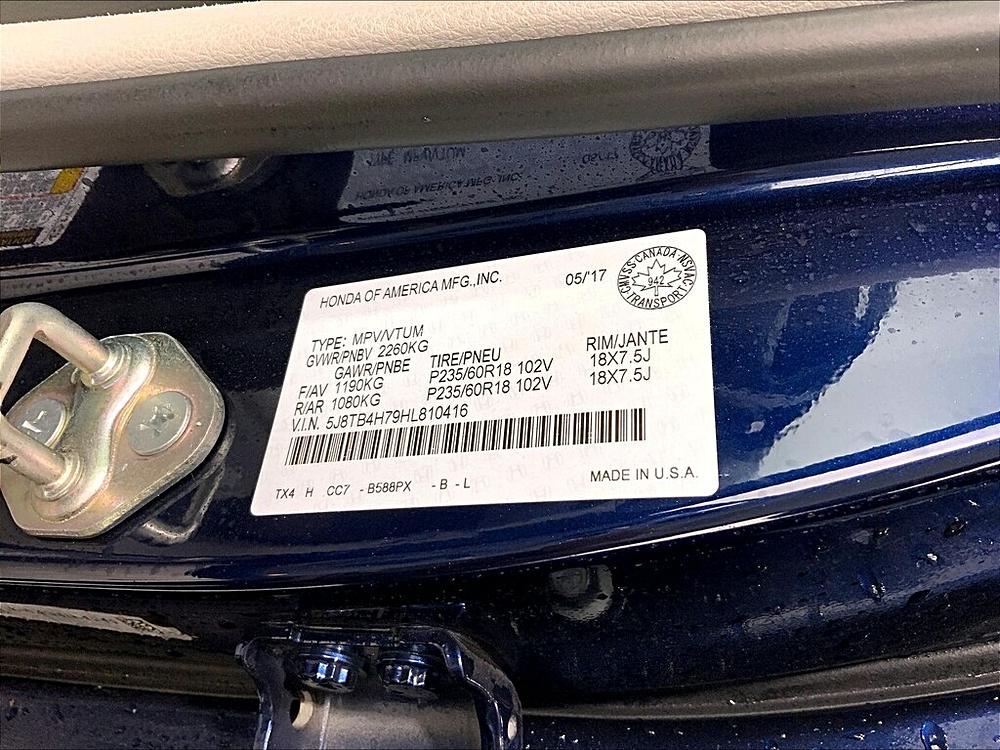 HONDA OF AMERICA MFG.,INC. 05/'17
CMVSS CANADA NSVAC
942
TRANSPORT
TYPE: MPV/VTUM
GVWR/PNBV 2260KG
GAWR/PNBE TIRE/PNEU RIM/JANTE
F/AV 1190KG P235/60R18 102V 18X7.5J
R/AR 1080KG P235/60R18 102V 18X7.5J
V.I.N. 5J8TB4H79HL810416
TX4 H CC7 - B588PX - B - L MADE IN U.S.A.